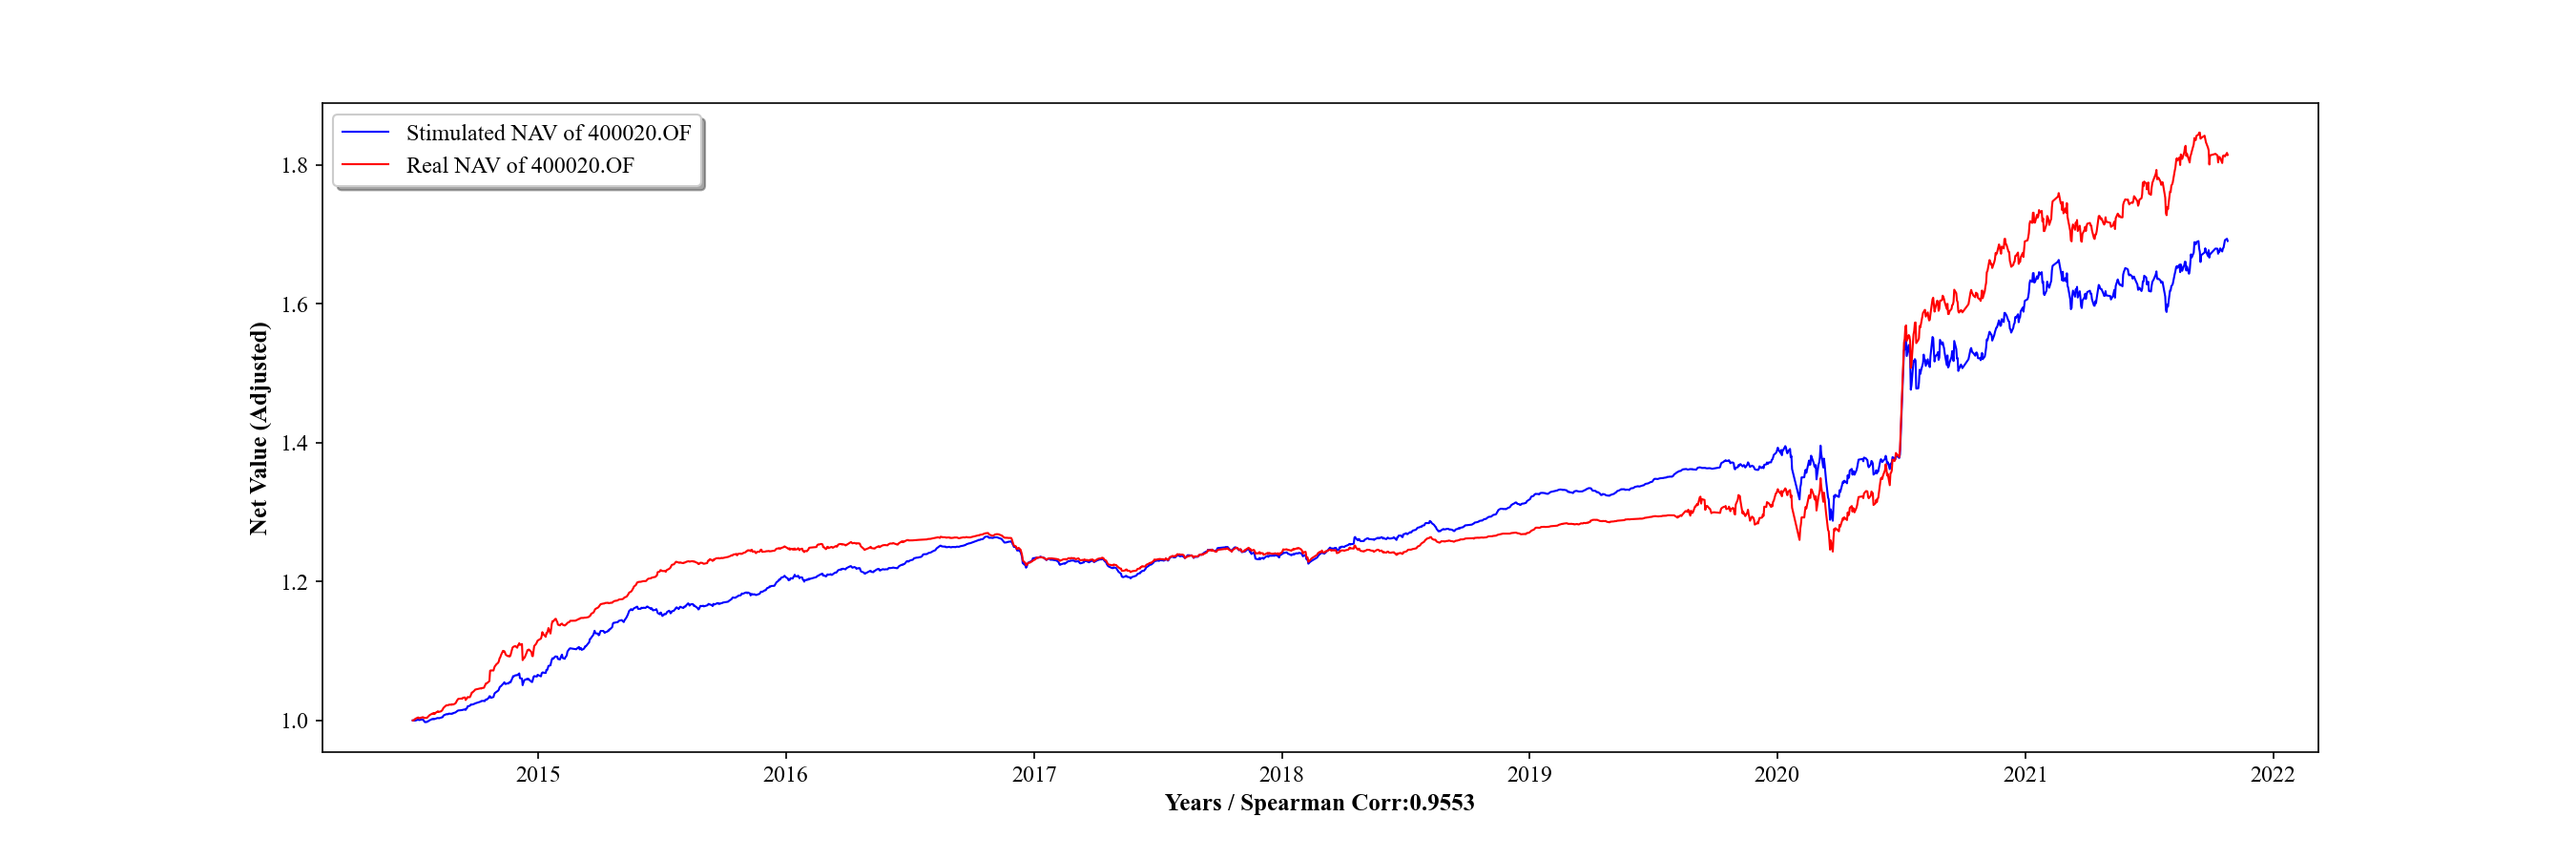 Stimulated NAV of 400020.OF
Real NAV of 400020.OF
1.8
1.6
1.4
1.2
1.0
Net Value (Adjusted)
2015 2016 2017 2018 2019 2020 2021 2022
Years / Spearman Corr:0.9553